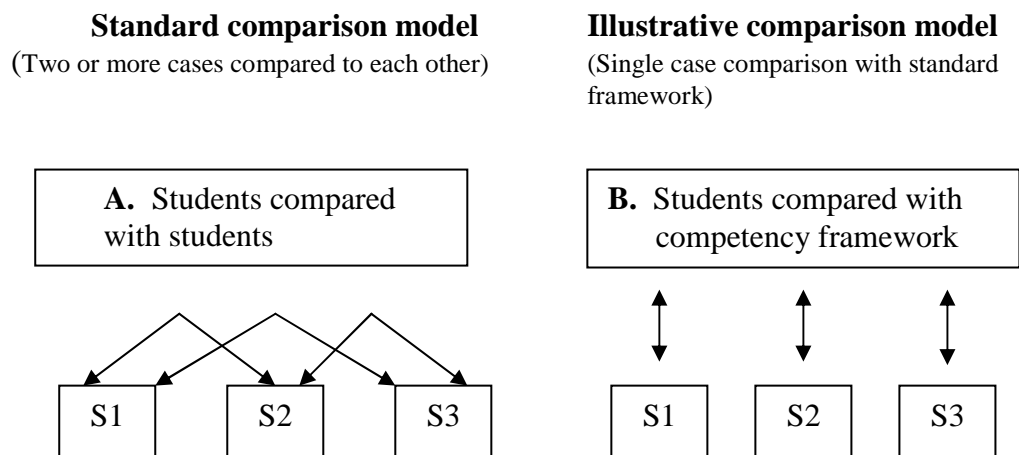 Standard comparison model
(Two or more cases compared to each other)
A. Students compared
with students
S1 S2 S3
Illustrative comparison model
(Single case comparison with standard
framework)
B. Students compared with
competency framework
S1 S2 S3